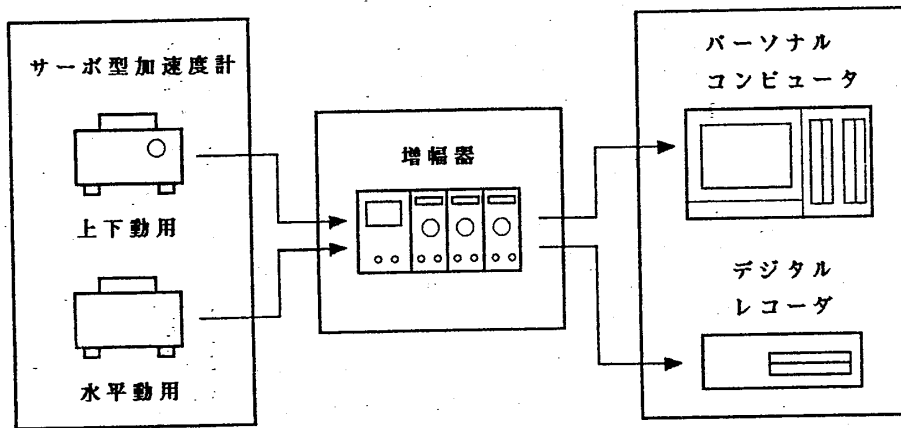 サーボ型加速度計
上下動用
水平動用
増幅器
パーソナル
コンピュータ
デジタル
レコーダ